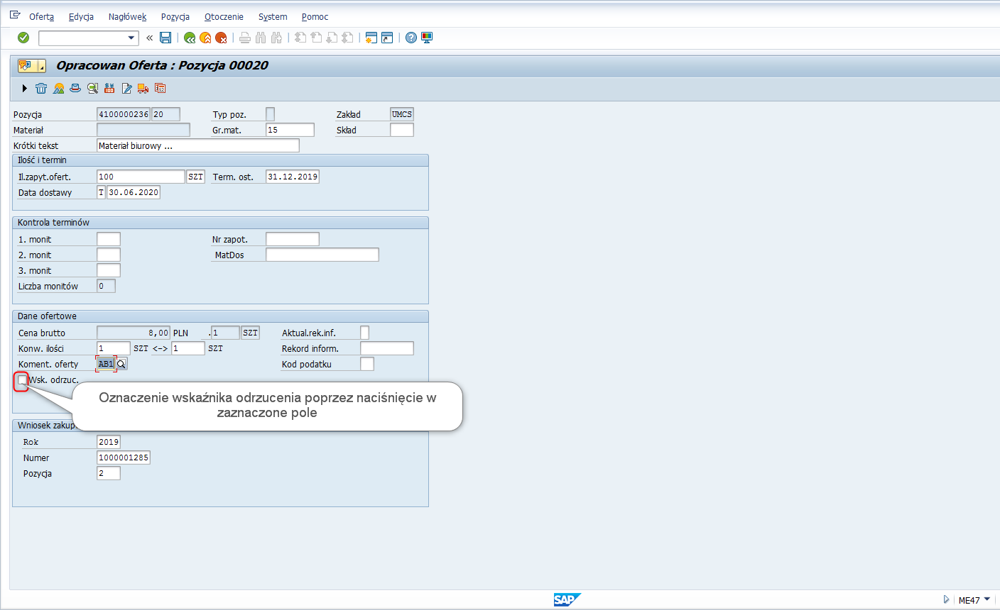 Oferta Edycja Nagłówek Pozycja Otoczenie System Pomoc
Opracowan Oferta : Pozycja 00020
Pozycja 4100000236 20 Typ poz. Zakład UMCS
Materiał Gr.mat. 15 Skład
Krótki tekst Materiał biurowy ...
Ilość i termin
Il.zapyt.ofert. 100 SZT Term. ost. 31.12.2019
Data dostawy T 30.06.2020
Kontrola terminów
1. monit Nr zapot.
2. monit MatDos
3. monit
Liczba monitów 0
Dane ofertowe
Cena brutto 8,00 PLN .1 SZT Aktual.rek.inf.
Konw. ilości 1 SZT <-> 1 SZT Rekord inform.
Koment. oferty AB1 Kod podatku
Wsk. odrzuc.
Oznaczenie wskaźnika odrzucenia poprzez naciśnięcie w
zaznaczone pole
Wniosek zakup
Rok 2019
Numer 1000001285
Pozycja 2
SAP ME47